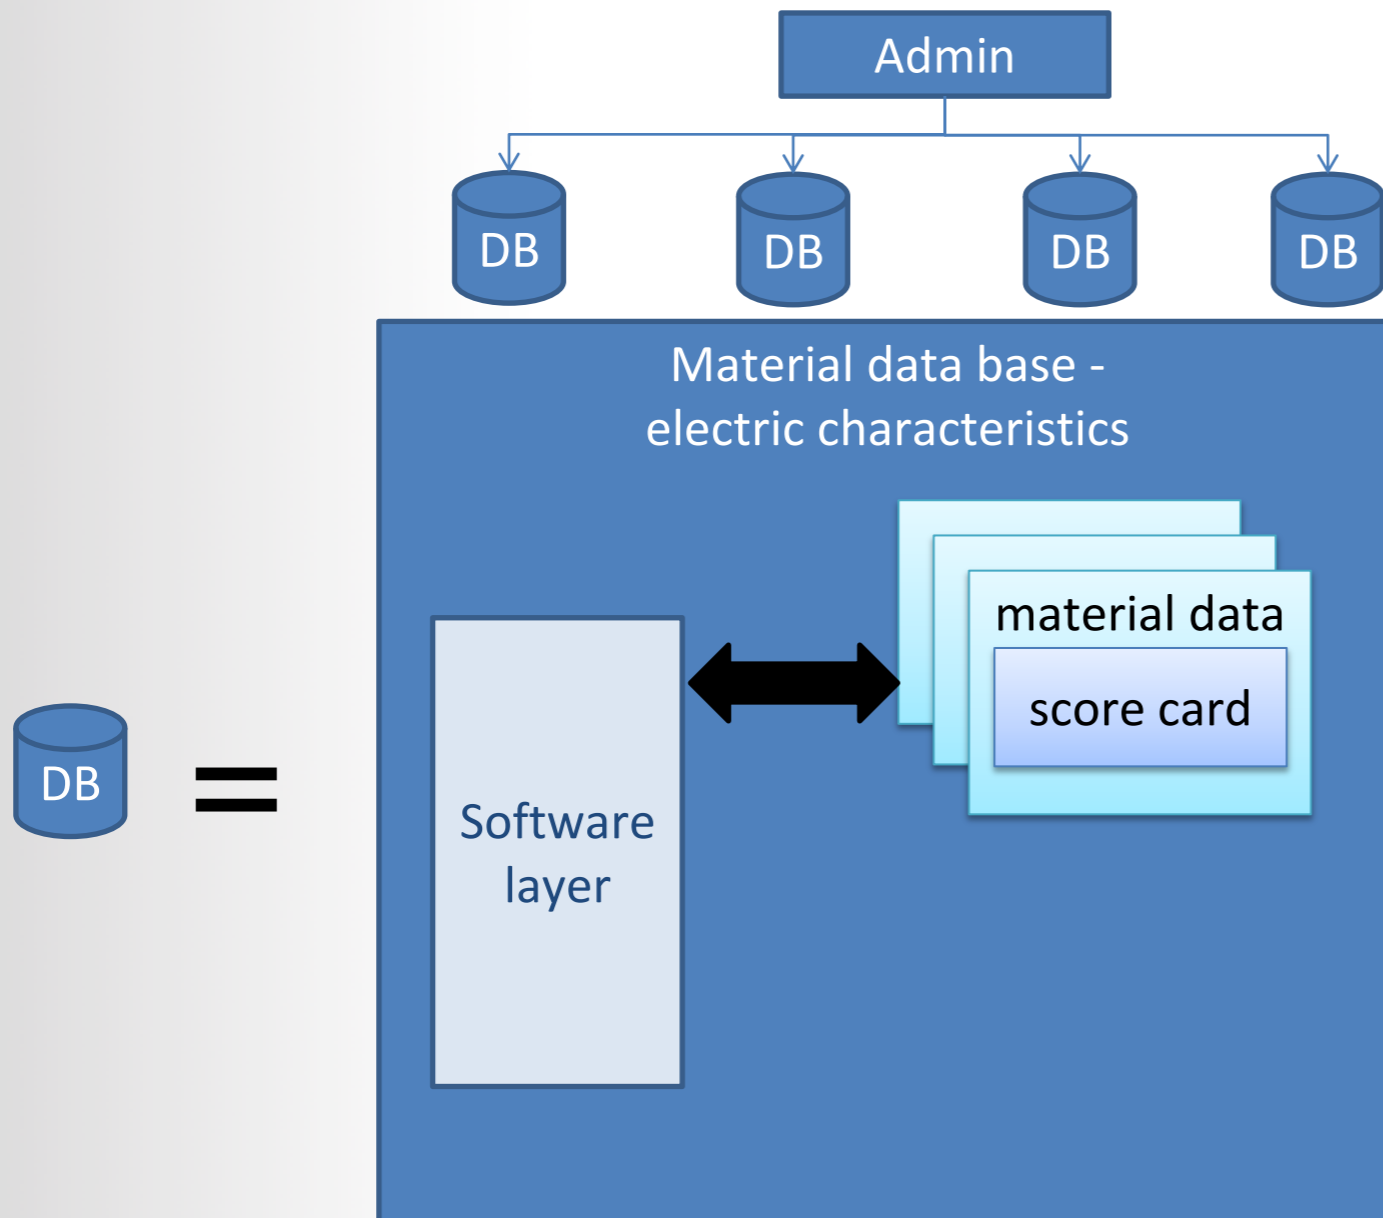 Admin
DB
DB
DB
DB
Material data base -
electric characteristics
material data
score card
DB
=
Software
layer